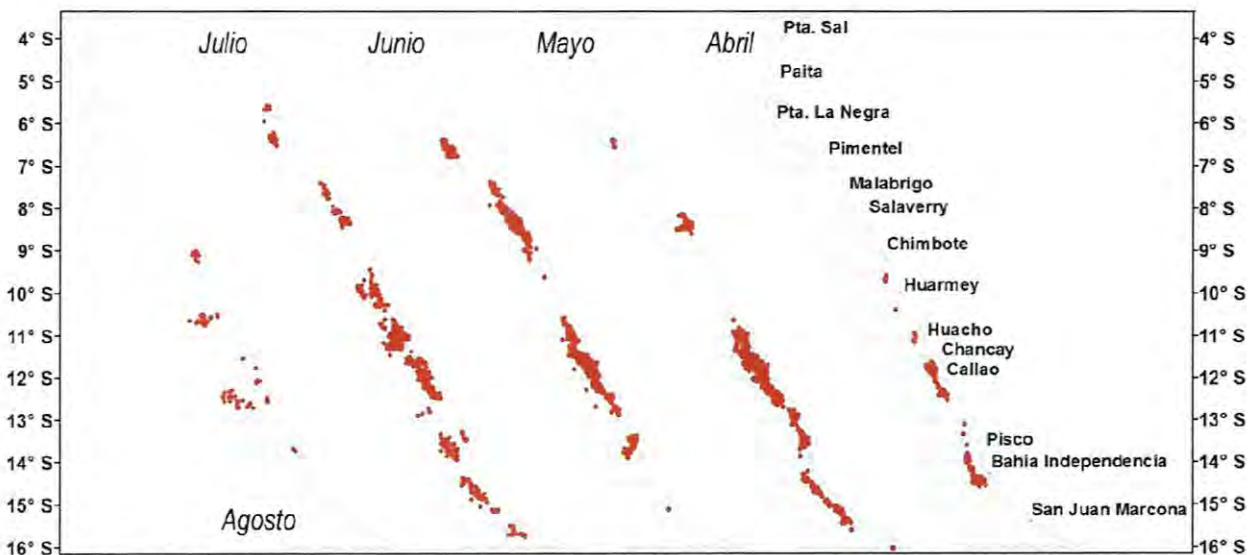 Julio Junio Mayo Abril Pta. Sal
4° S 4° S
Paita
5° S 5° S
Pta. La Negra
6° S 6° S
Pimentel
7° S 7° S
Malabrigo
Salaverry
8° S 8° S
Chimbote
9° S 9° S
Huarmey
10° S 10° S
Huacho
11° S 11° S
Chancay
Callao
12° S 12° S
13° S 13° S
Pisco
Bahia Independencia
14° S 14° S
San Juan Marcona
15° S 15° S
Agosto
16° S 16° S